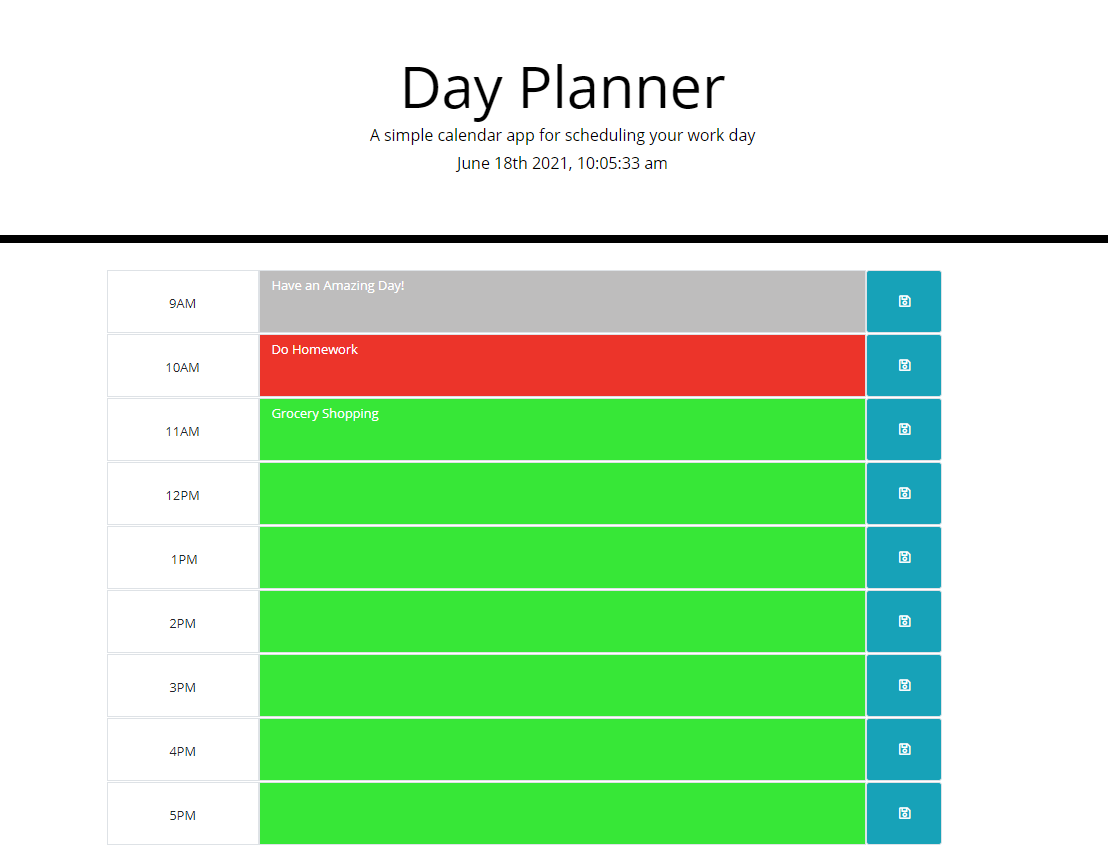 Day Planner
A simple calendar app for scheduling your work day
June 18th 2021, 10:05:33 am
9AM
Have an Amazing Day!
10AM
Do Homework
11AM
Grocery Shopping
12PM
1PM
2PM
3PM
4PM
5PM